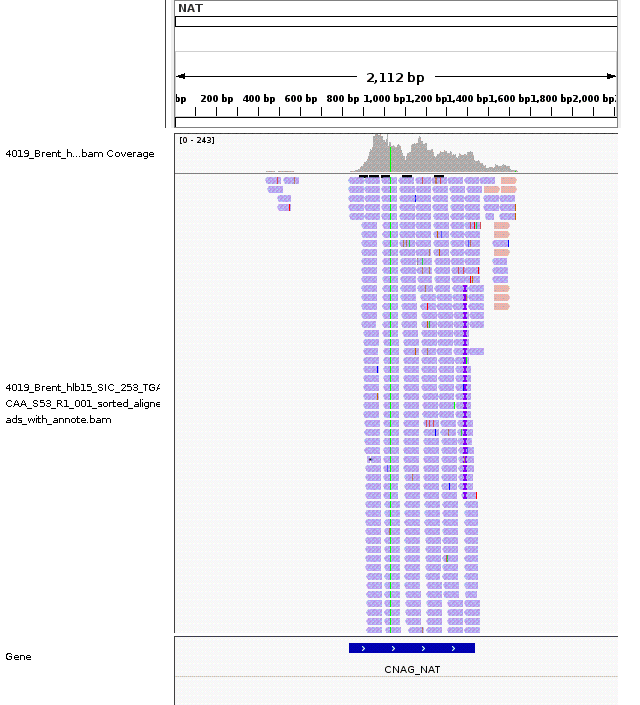 NAT
2,112 bp
bp 200 bp 400 bp 600 bp 800 bp 1,000 bp 1,200 bp 1,400 bp 1,600 bp 1,800 bp 2,000 bp 2
[0 - 243]
4019_Brent_h...bam Coverage
4019_Brent_hlb15_SIC_253_TGA
CAA_S53_R1_001_sorted_aligne
ads_with_annote.bam
Gene
CNAG_NAT